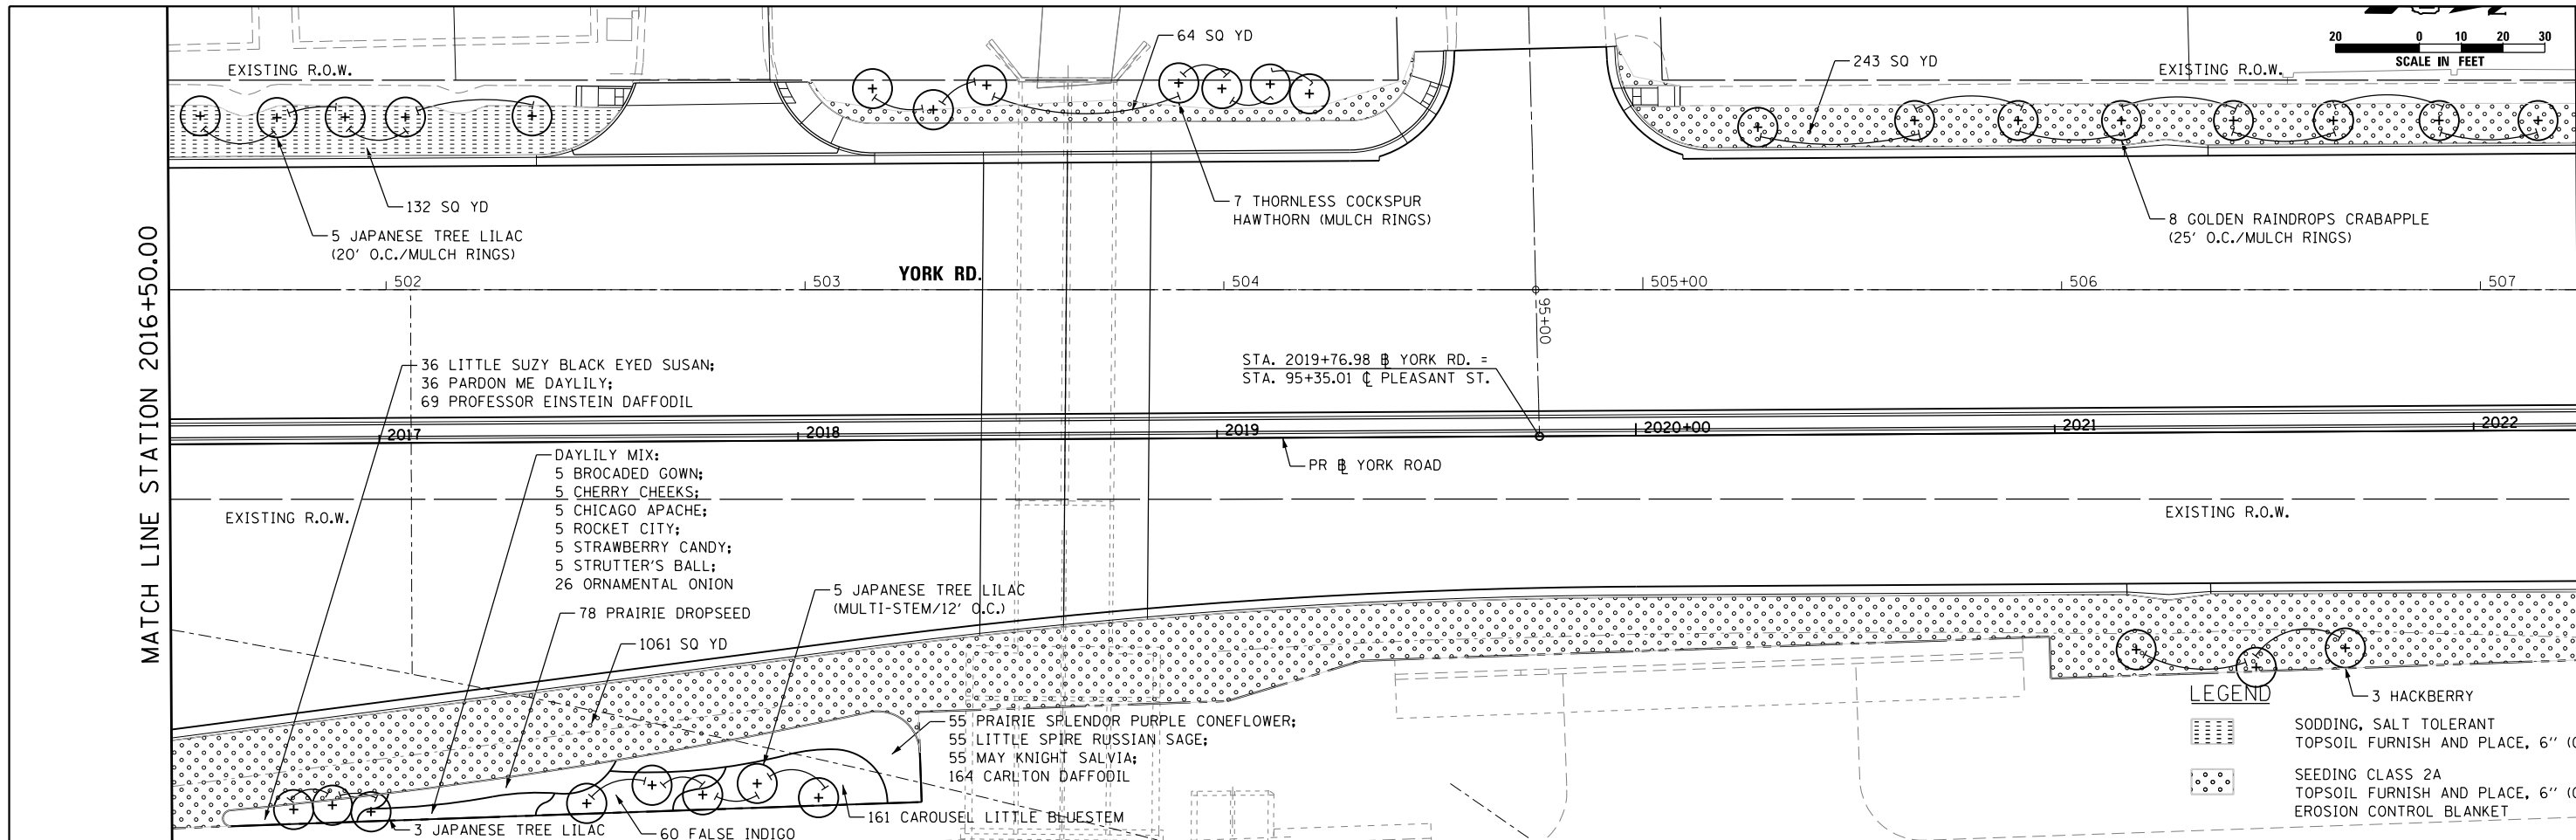 64 SQ YD
243 SQ YD
EXISTING R.O.W.
EXISTING R.O.W.
20 0 10 20 30
SCALE IN FEET
132 SQ YD
5 JAPANESE TREE LILAC
(20' O.C./MULCH RINGS)
7 THORNLESS COCKSPUR
HAWTHORN (MULCH RINGS)
8 GOLDEN RAINDROPS CRABAPPLE
(25' O.C./MULCH RINGS)
MATCH LINE STATION 2016+50.00
YORK RD.
502
503
504
505+00
506
507
95+00
36 LITTLE SUZY BLACK EYED SUSAN;
36 PARDON ME DAYLILY;
69 PROFESSOR EINSTEIN DAFFODIL
STA. 2019+76.98 ⅊ YORK RD. =
STA. 95+35.01 ℄ PLEASANT ST.
2017
2018
2019
2020+00
2021
2022
PR ⅊ YORK ROAD
DAYLILY MIX:
5 BROCADED GOWN;
5 CHERRY CHEEKS;
5 CHICAGO APACHE;
5 ROCKET CITY;
5 STRAWBERRY CANDY;
5 STRUTTER'S BALL;
26 ORNAMENTAL ONION
EXISTING R.O.W.
EXISTING R.O.W.
78 PRAIRIE DROPSEED
1061 SQ YD
5 JAPANESE TREE LILAC
(MULTI-STEM/12' O.C.)
55 PRAIRIE SPLENDOR PURPLE CONEFLOWER;
55 LITTLE SPIRE RUSSIAN SAGE;
55 MAY KNIGHT SALVIA;
164 CARLTON DAFFODIL
161 CAROUSEL LITTLE BLUESTEM
3 JAPANESE TREE LILAC
60 FALSE INDIGO
3 HACKBERRY
LEGEND
SODDING, SALT TOLERANT
TOPSOIL FURNISH AND PLACE, 6"
SEEDING CLASS 2A
TOPSOIL FURNISH AND PLACE, 6"
EROSION CONTROL BLANKET